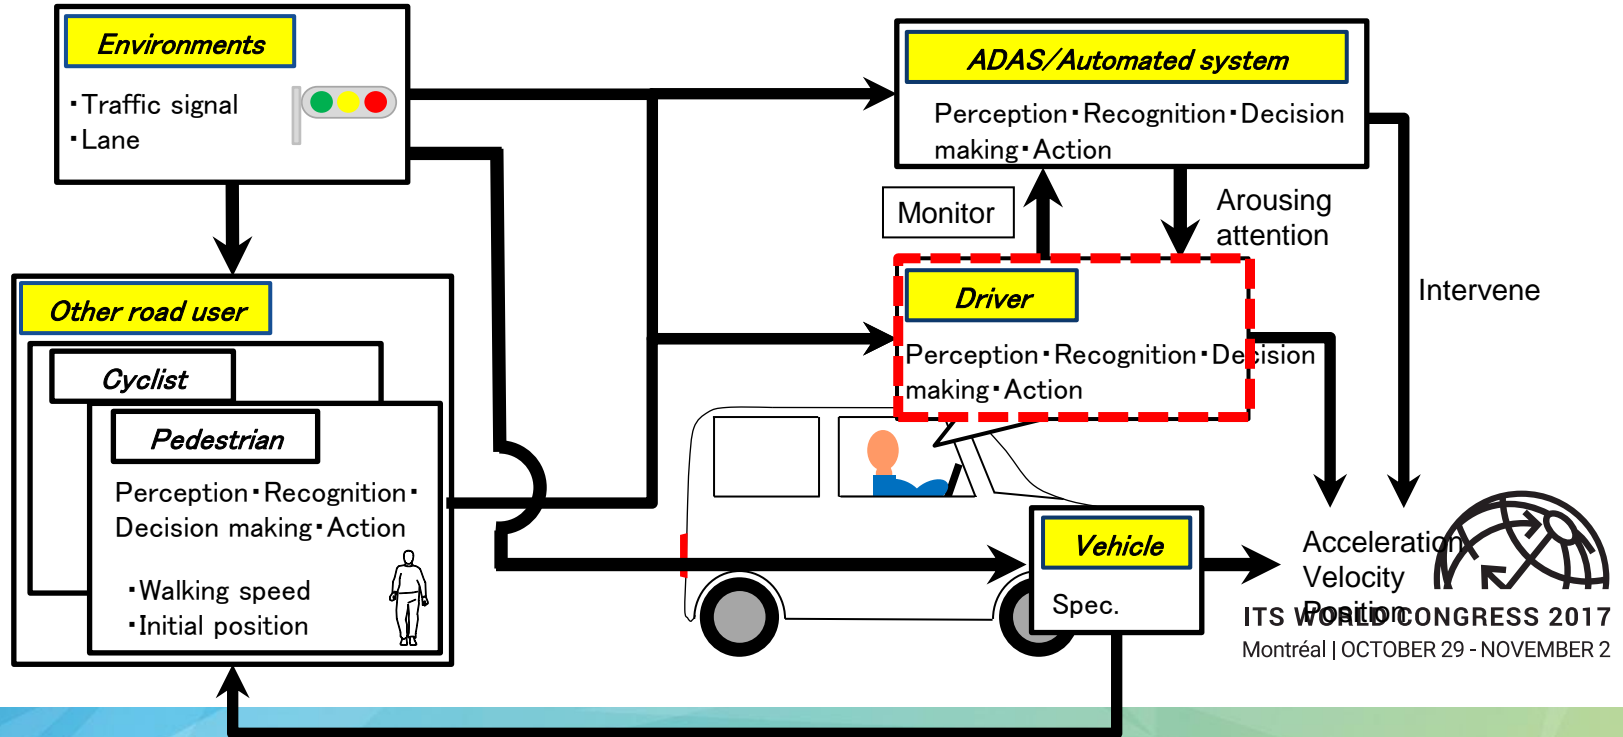 Environments
・Traffic signal
・Lane
ADAS/Automated system
Perception・Recognition・Decision
making・Action
Monitor
Arousing
attention
Intervene
Driver
Perception・Recognition・Decision
making・Action
Other road user
Cyclist
Pedestrian
Perception・Recognition・
Decision making・Action
・Walking speed
・Initial position
Vehicle
Spec.
Acceleration
Velocity
Position
ITS WORLD CONGRESS 2017
Montréal | OCTOBER 29 - NOVEMBER 2